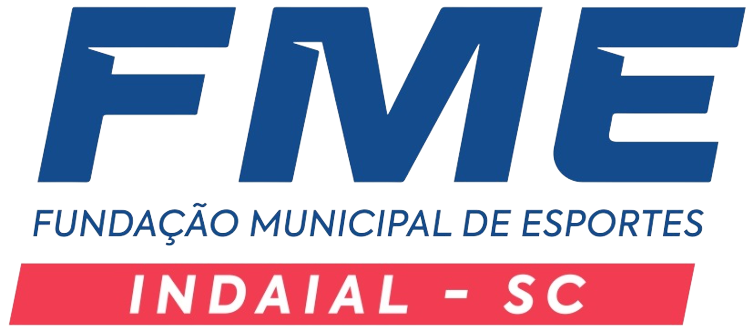 FME
FUNDAÇÃO MUNICIPAL DE ESPORTES
INDAIAL - SC